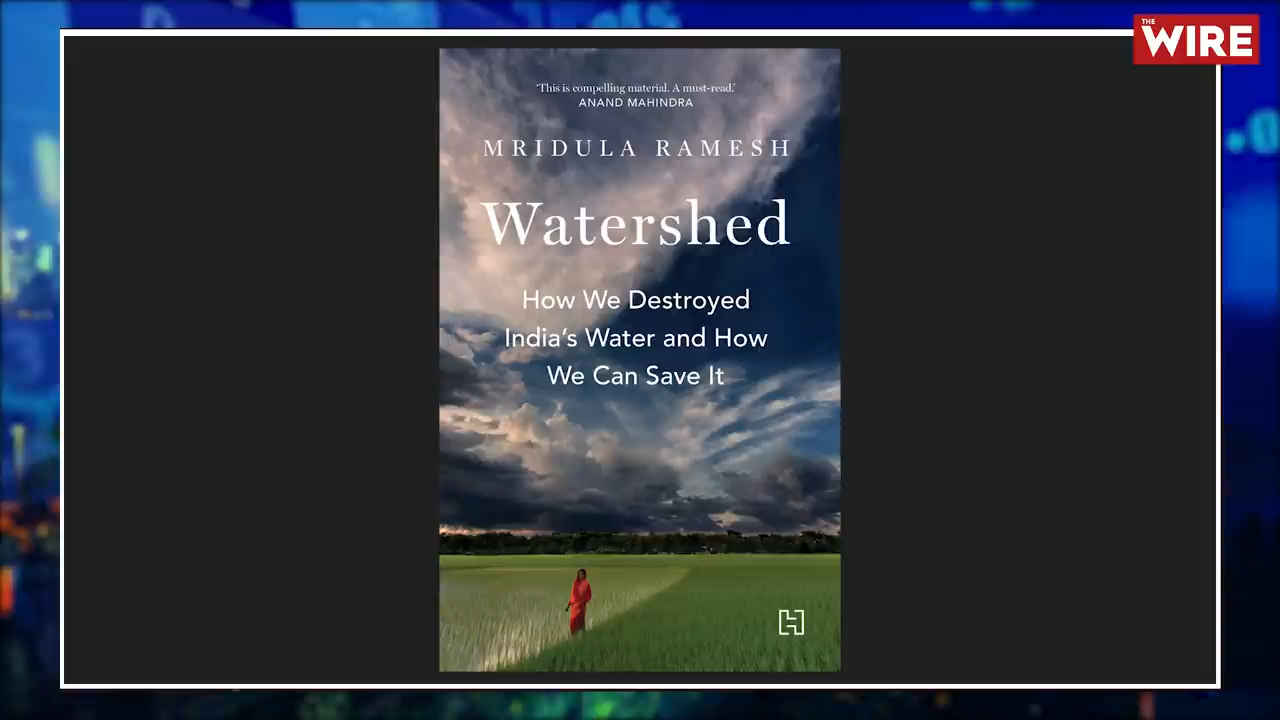 THE
WIRE
'This is compelling material. A must-read.'
ANAND MAHINDRA
MRIDULA RAMESH
Watershed
How We Destroyed
India's Water and How
We Can Save It